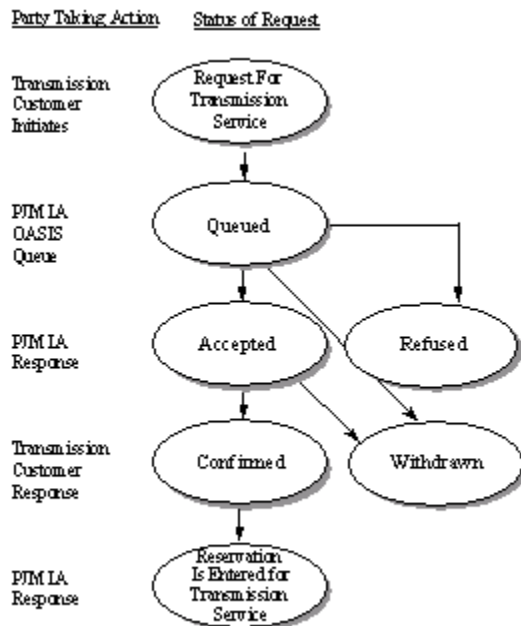 Party Taking Action Status of Request
Transmission
Customer
Initiates
Request For
Transmission
Service
PJM IA
OASIS
Queue
Queued
PJM IA
Response
Accepted
Refused
Transmission
Customer
Response
Confirmed
Withdrawn
PJM IA
Response
Reservation
Is Entered for
Transmission
Service